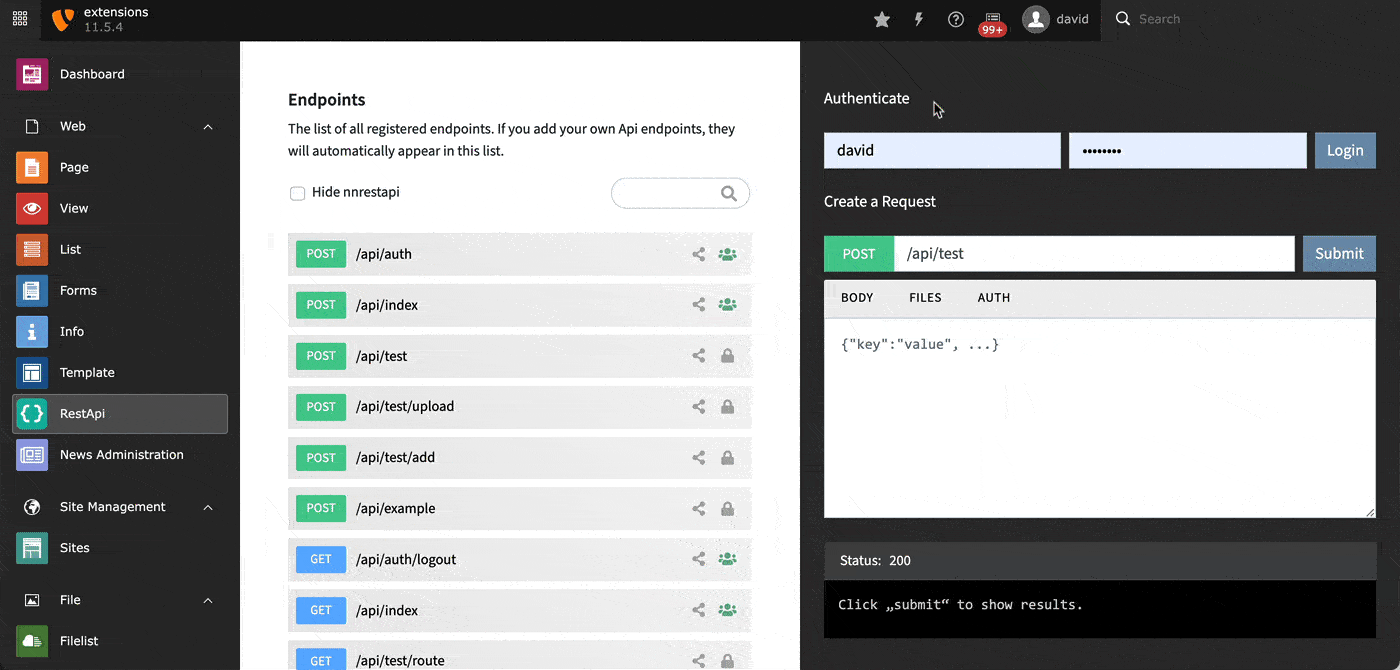 extensions
11.5.4
99+
david
Search
Dashboard
Web
Page
View
List
Forms
Info
Template
RestApi
News Administration
Site Management
Sites
File
Filelist
Endpoints
The list of all registered endpoints. If you add your own Api endpoints, they
will automatically appear in this list.
Hide nnrestapi
POST /api/auth
POST /api/index
POST /api/test
POST /api/test/upload
POST /api/test/add
POST /api/example
GET /api/auth/logout
GET /api/index
GET /api/test/route
Authenticate
david •••••••• Login
Create a Request
POST /api/test Submit
BODY FILES AUTH
{"key":"value", ...}
Status: 200
Click „submit“ to show results.